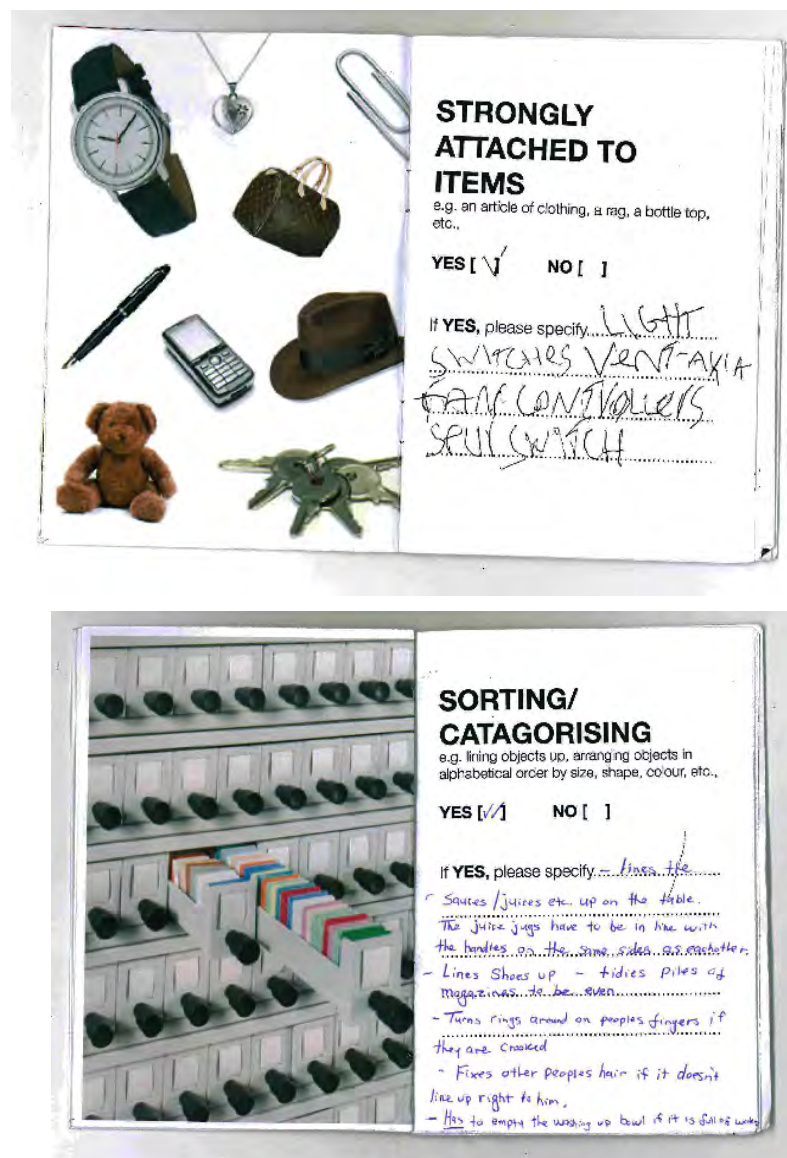 STRONGLY
ATTACHED TO
ITEMS
e.g. an article of clothing, a rag, a bottle top,
etc.,
YES [√] NO [ ]
If YES, please specify LIGHT
SWITCHES VENT-AXIA
CONTROLLERS
SWITCH
SORTING/
CATAGORISING
e.g. lining objects up, arranging objects in
alphabetical order by size, shape, colour, etc.,
YES [√√] NO [ ]
If YES, please specify - lines the
Sauces / juices etc. up on the table.
The juice jugs have to be in line with
the handles on the same sides as eachother.
- Lines Shoes up - tidies piles of
magazines to be even
- Turns rings around on peoples fingers if
they are crooked
- Fixes other peoples hair if it doesn't
line up right to him.
- Has to empty the washing up bowl if it is full of water